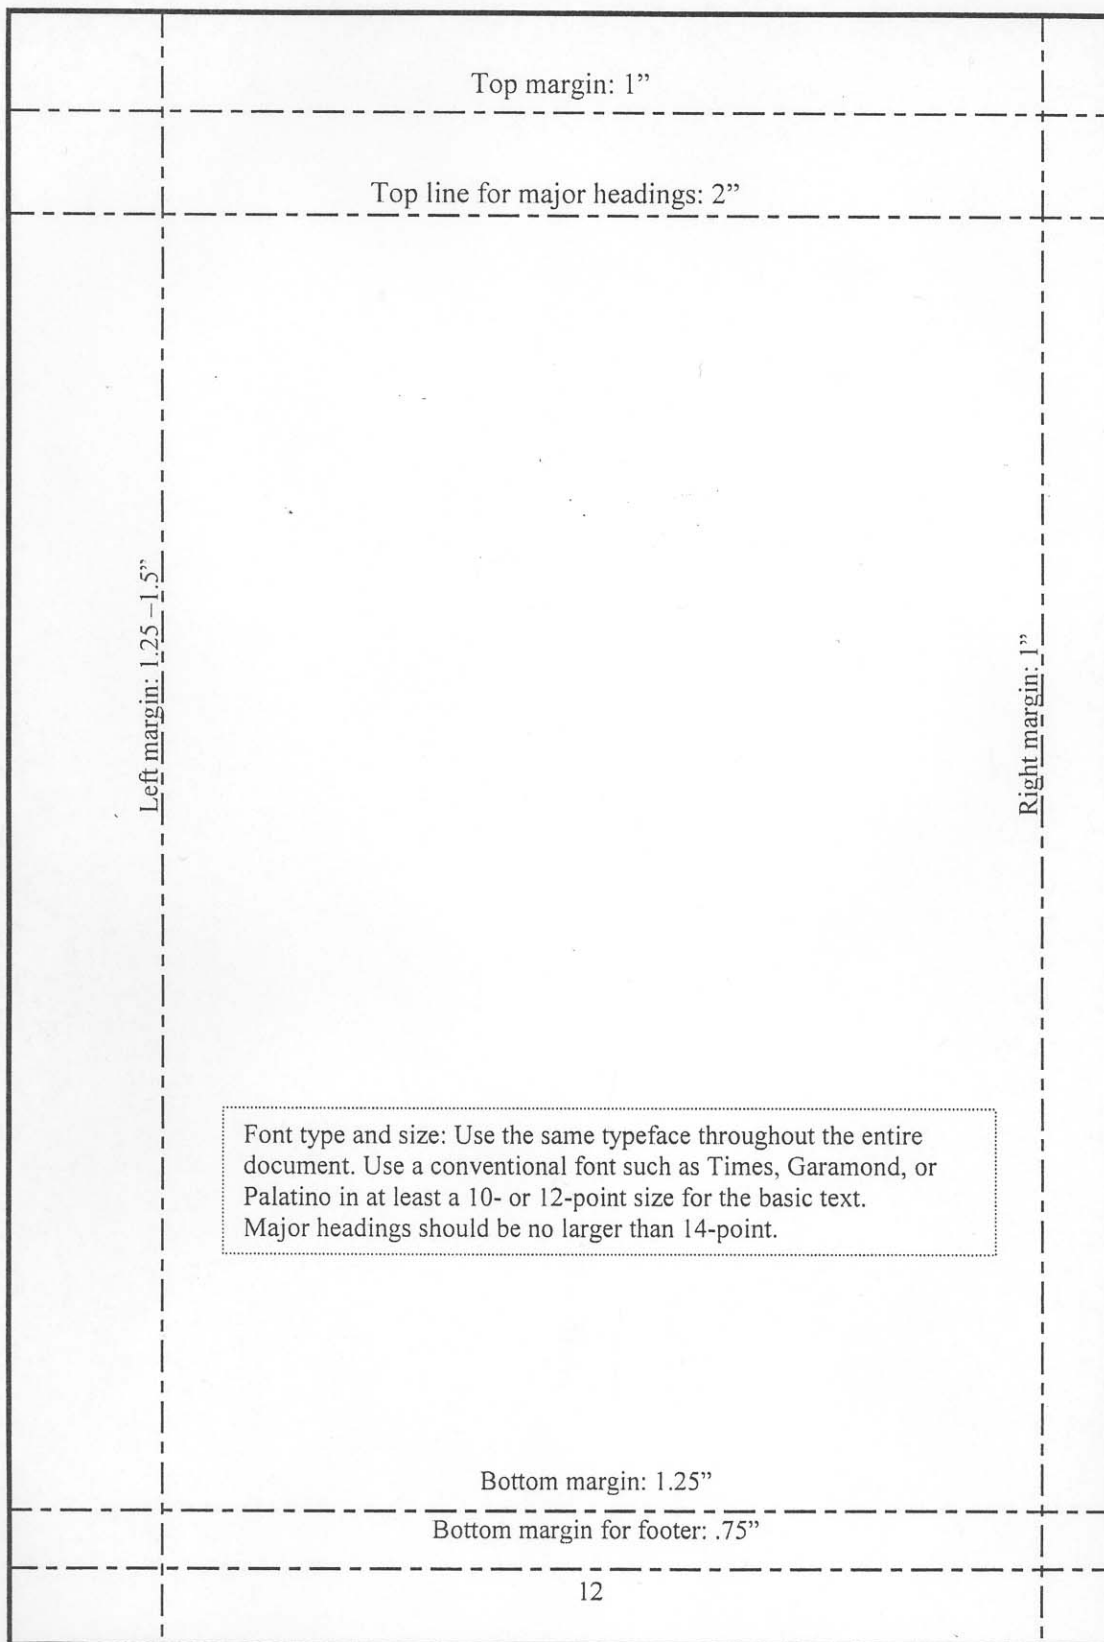 Top margin: 1”
Top line for major headings: 2”
Left margin: 1.25 –1.5”
Right margin: 1”
Font type and size: Use the same typeface throughout the entire
document. Use a conventional font such as Times, Garamond, or
Palatino in at least a 10- or 12-point size for the basic text.
Major headings should be no larger than 14-point.
Bottom margin: 1.25”
Bottom margin for footer: .75”
12